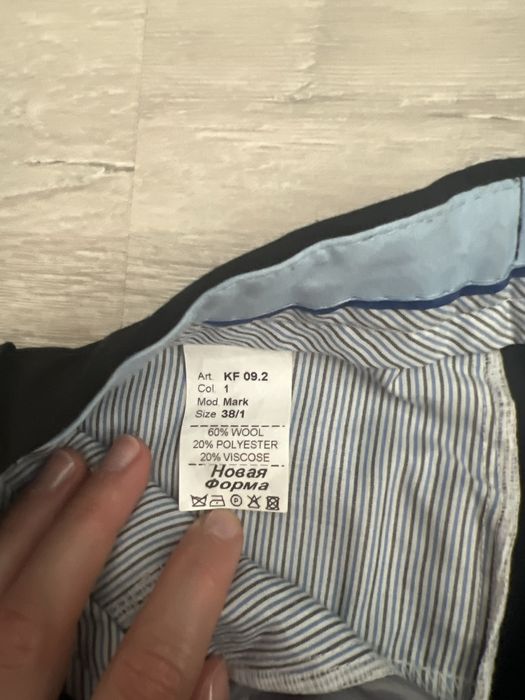 Art. KF 09.2
Col. 1
Mod. Mark
Size 38/1
60% WOOL
20% POLYESTER
20% VISCOSE
Новая
Форма
P